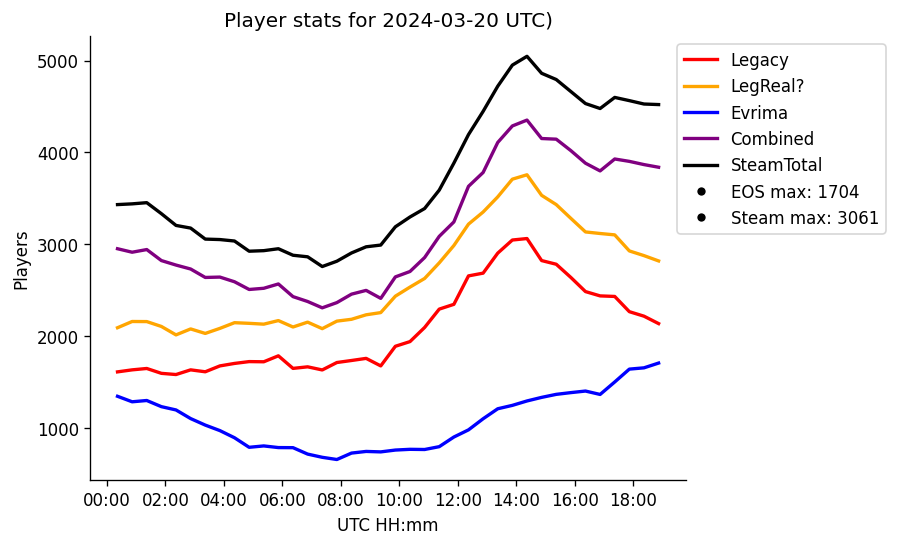 Player stats for 2024-03-20 UTC)
5000
4000
3000
2000
1000
Players
00:00 02:00 04:00 06:00 08:00 10:00 12:00 14:00 16:00 18:00
UTC HH:mm
Legacy
LegReal?
Evrima
Combined
SteamTotal
EOS max: 1704
Steam max: 3061